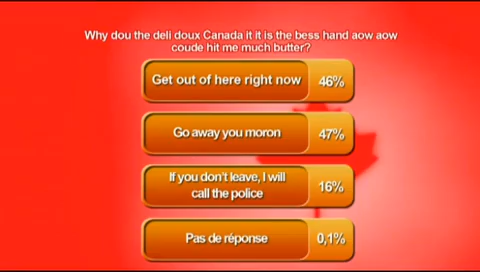 Why dou the deli doux Canada it it is the bess hand aow aow
coude hit me much butter?
Get out of here right now
46%
Go away you moron
47%
If you don't leave, I will
call the police
16%
Pas de réponse
0,1%